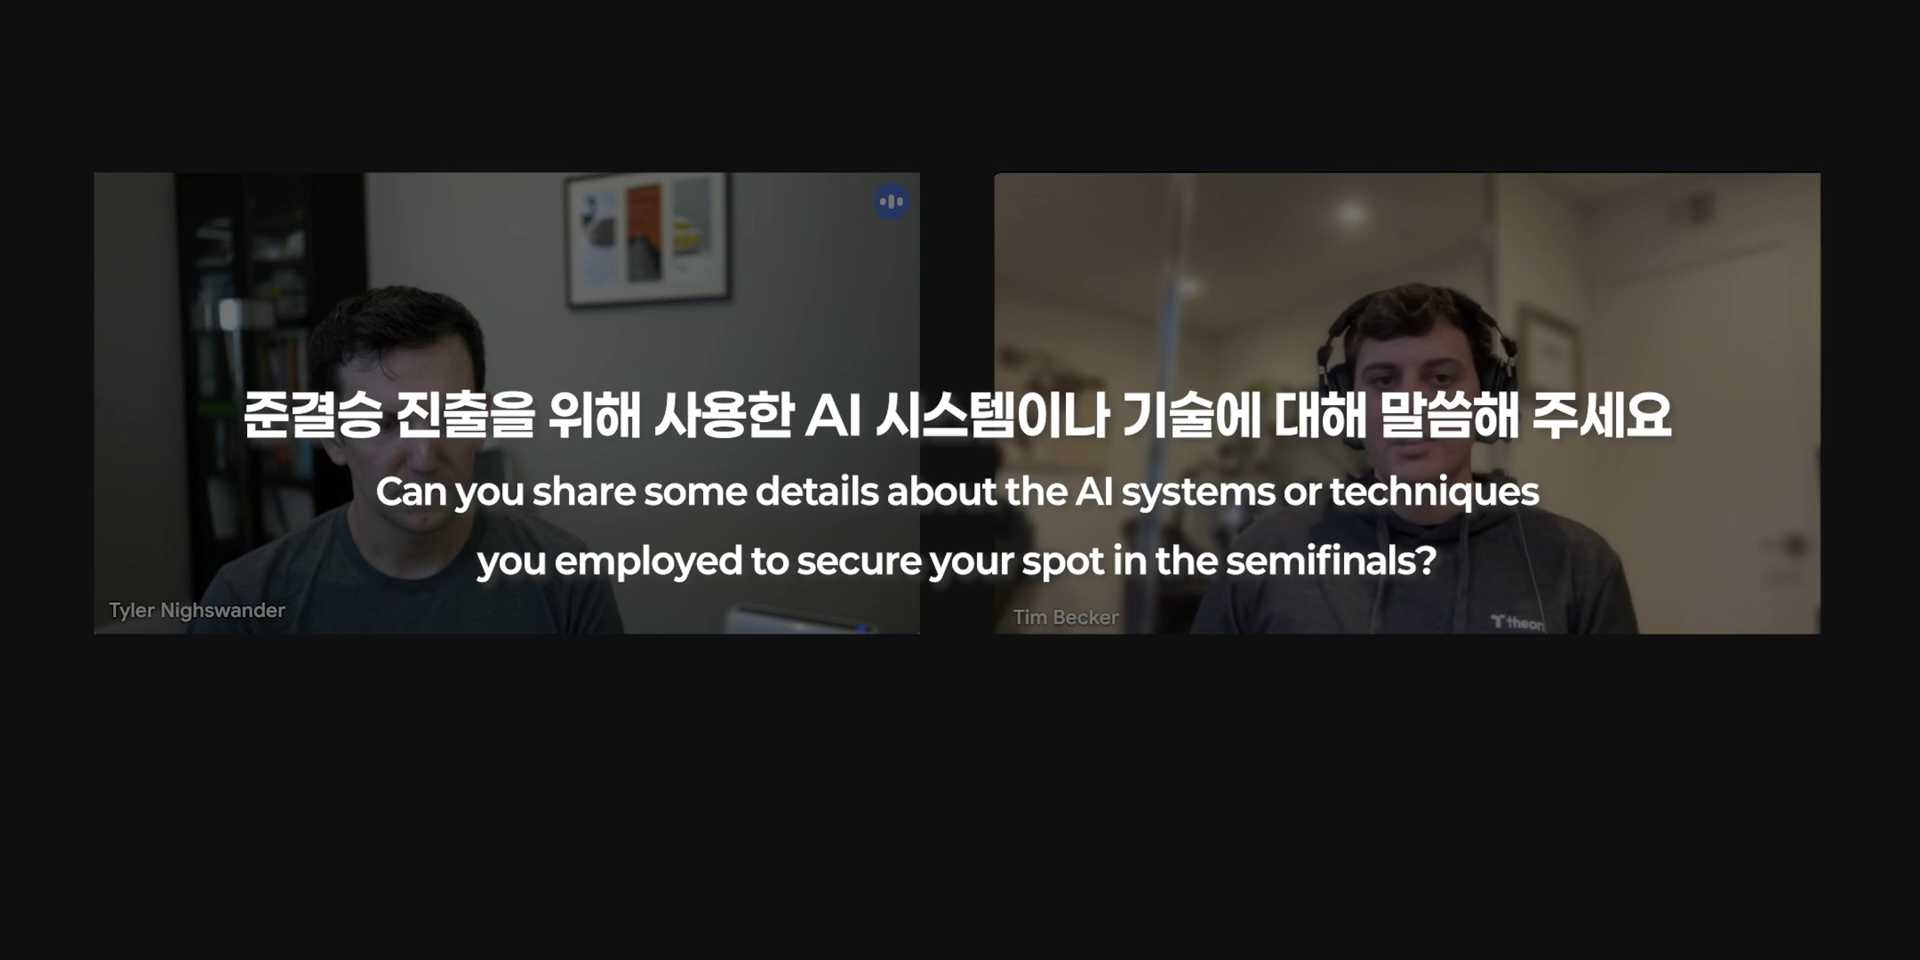 준결승 진출을 위해 사용한 AI 시스템이나 기술에 대해 말씀해 주세요
Can you share some details about the AI systems or techniques
you employed to secure your spot in the semifinals?
Tyler Nighswander
Tim Becker
theori